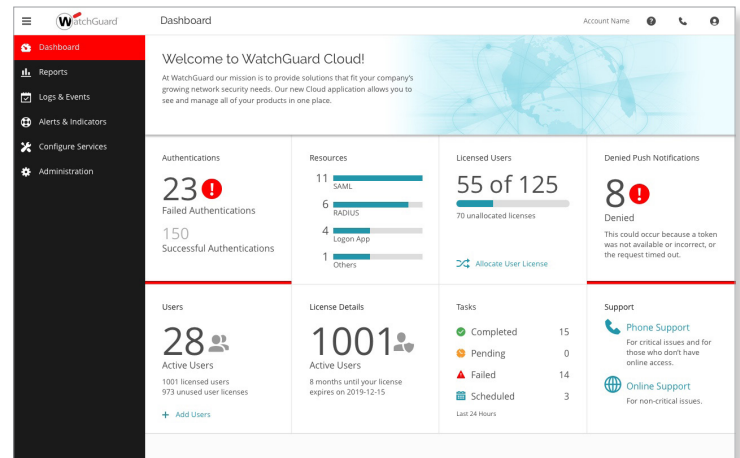 WatchGuard
Dashboard
Account Name
Dashboard
Reports
Logs & Events
Alerts & Indicators
Configure Services
Administration
Welcome to WatchGuard Cloud!
At WatchGuard our mission is to provide solutions that fit your company's
growing network security needs. Our new Cloud application allows you to
see and manage all of your products in one place.
Authentications
23
Failed Authentications
150
Successful Authentications
Resources
11
SAML
6
RADIUS
4
Logon App
1
Others
Licensed Users
55 of 125
70 unallocated licenses
Allocate User License
Denied Push Notifications
8
Denied
This could occur because a token
was not available or incorrect, or
the request timed out.
Users
28
Active Users
1001 licensed users
973 unused user licenses
+ Add Users
License Details
1001
Active Users
8 months until your license
expires on 2019-12-15
Tasks
Completed 15
Pending 0
Failed 14
Scheduled 3
Last 24 Hours
Support
Phone Support
For critical issues and for
those who don't have
online access.
Online Support
For non-critical issues.